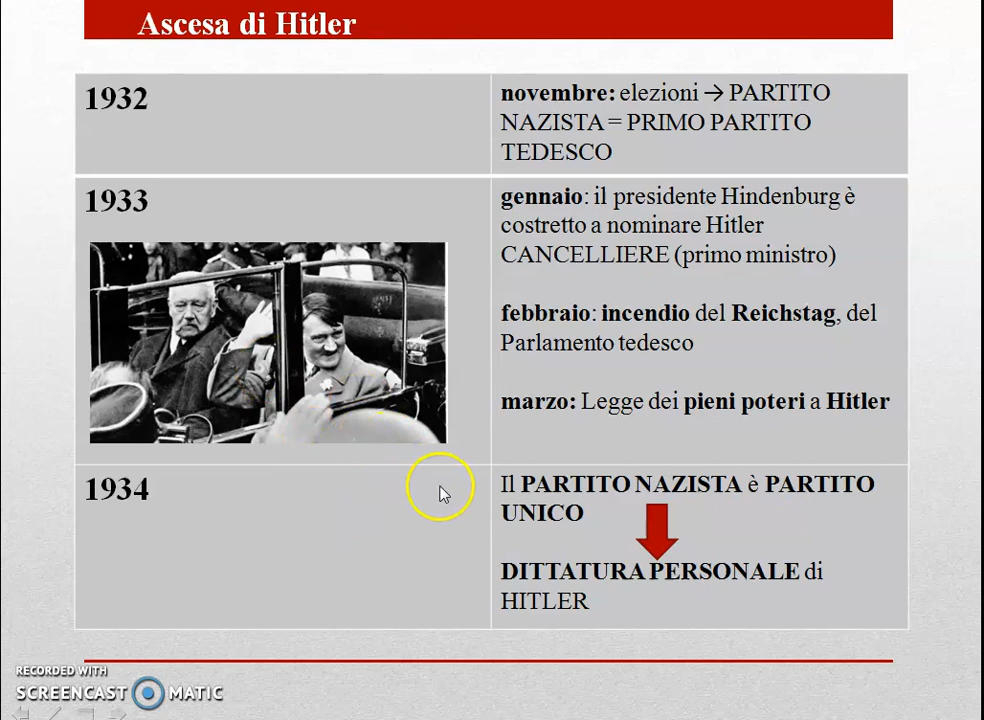 Ascesa di Hitler
1932
novembre: elezioni → PARTITO
NAZISTA = PRIMO PARTITO
TEDESCO
1933
gennaio: il presidente Hindenburg è
costretto a nominare Hitler
CANCELLIERE (primo ministro)
febbraio: incendio del Reichstag, del
Parlamento tedesco
marzo: Legge dei pieni poteri a Hitler
1934
Il PARTITO NAZISTA è PARTITO
UNICO
DITTATURA PERSONALE di
HITLER
RECORDED WITH
SCREENCAST MATIC